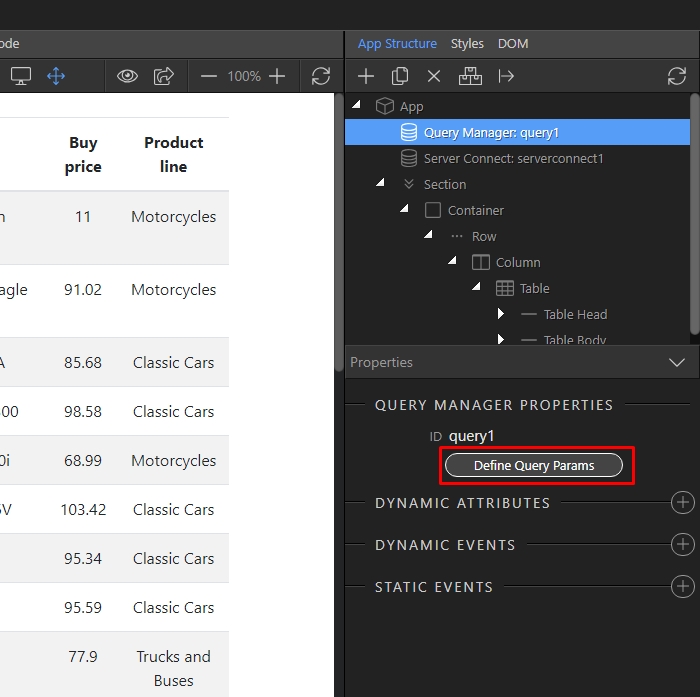 ode
App Structure Styles DOM
100%
App
Query Manager: query1
Server Connect: serverconnect1
Section
Container
Row
Column
Table
Table Head
Table Body
Buy price
Product line
n 11 Motorcycles
agle 91.02 Motorcycles
A 85.68 Classic Cars
00 98.58 Classic Cars
0i 68.99 Motorcycles
V 103.42 Classic Cars
95.34 Classic Cars
95.59 Classic Cars
77.9 Trucks and
Buses
Properties
QUERY MANAGER PROPERTIES
ID query1
Define Query Params
DYNAMIC ATTRIBUTES
DYNAMIC EVENTS
STATIC EVENTS